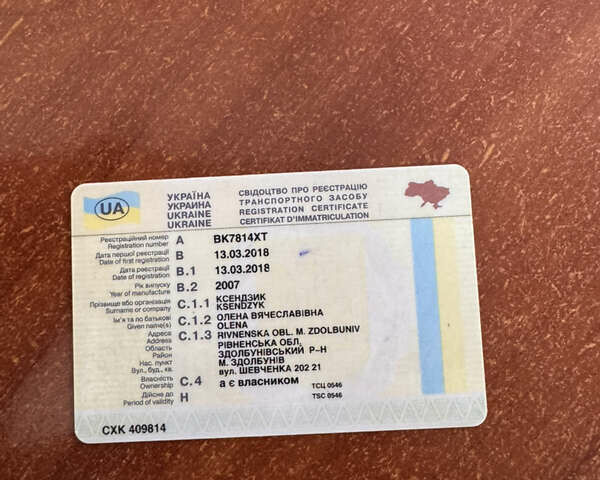 UA
УКРАЇНА
УКРАИНА
UKRAINE
UKRAINE
СВІДОЦТВО ПРО РЕЄСТРАЦІЮ
ТРАНСПОРТНОГО ЗАСОБУ
REGISTRATION CERTIFICATE
CERTIFIKAT D'IMMATRICULATION
Реєстраційний номер
Registration number A BK7814XT
Дата першої реєстрації
Date of first registration B 13.03.2018
Дата реєстрації
Date of registration B.1 13.03.2018
Рік випуску
Year of manufacture B.2 2007
Прізвище або організація
Surname or company C.1.1 КСЕНДЗИК
KSENDZYK
Ім'я та по батькові
Given name(s) C.1.2 ОЛЕНА ВЯЧЕСЛАВІВНА
OLENA
Адреса
Address C.1.3 RIVNENSKA OBL. M. ZDOLBUNIV
Область РІВНЕНСЬКА ОБЛ,
Район ЗДОЛБУНІВСЬКИЙ Р-Н
Нас. пункт М. ЗДОЛБУНІВ
Вул., буд., кв. вул. ШЕВЧЕНКА 202 21
Власність
Ownership C.4 а є власником ТСЦ 0546
Дійсне до
Period of validity H TSC 0546
СХК 409814